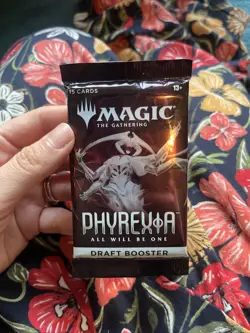 15 CARDS
13+
MAGIC
THE GATHERING
PHYREXIA
ALL WILL BE ONE
DRAFT BOOSTER